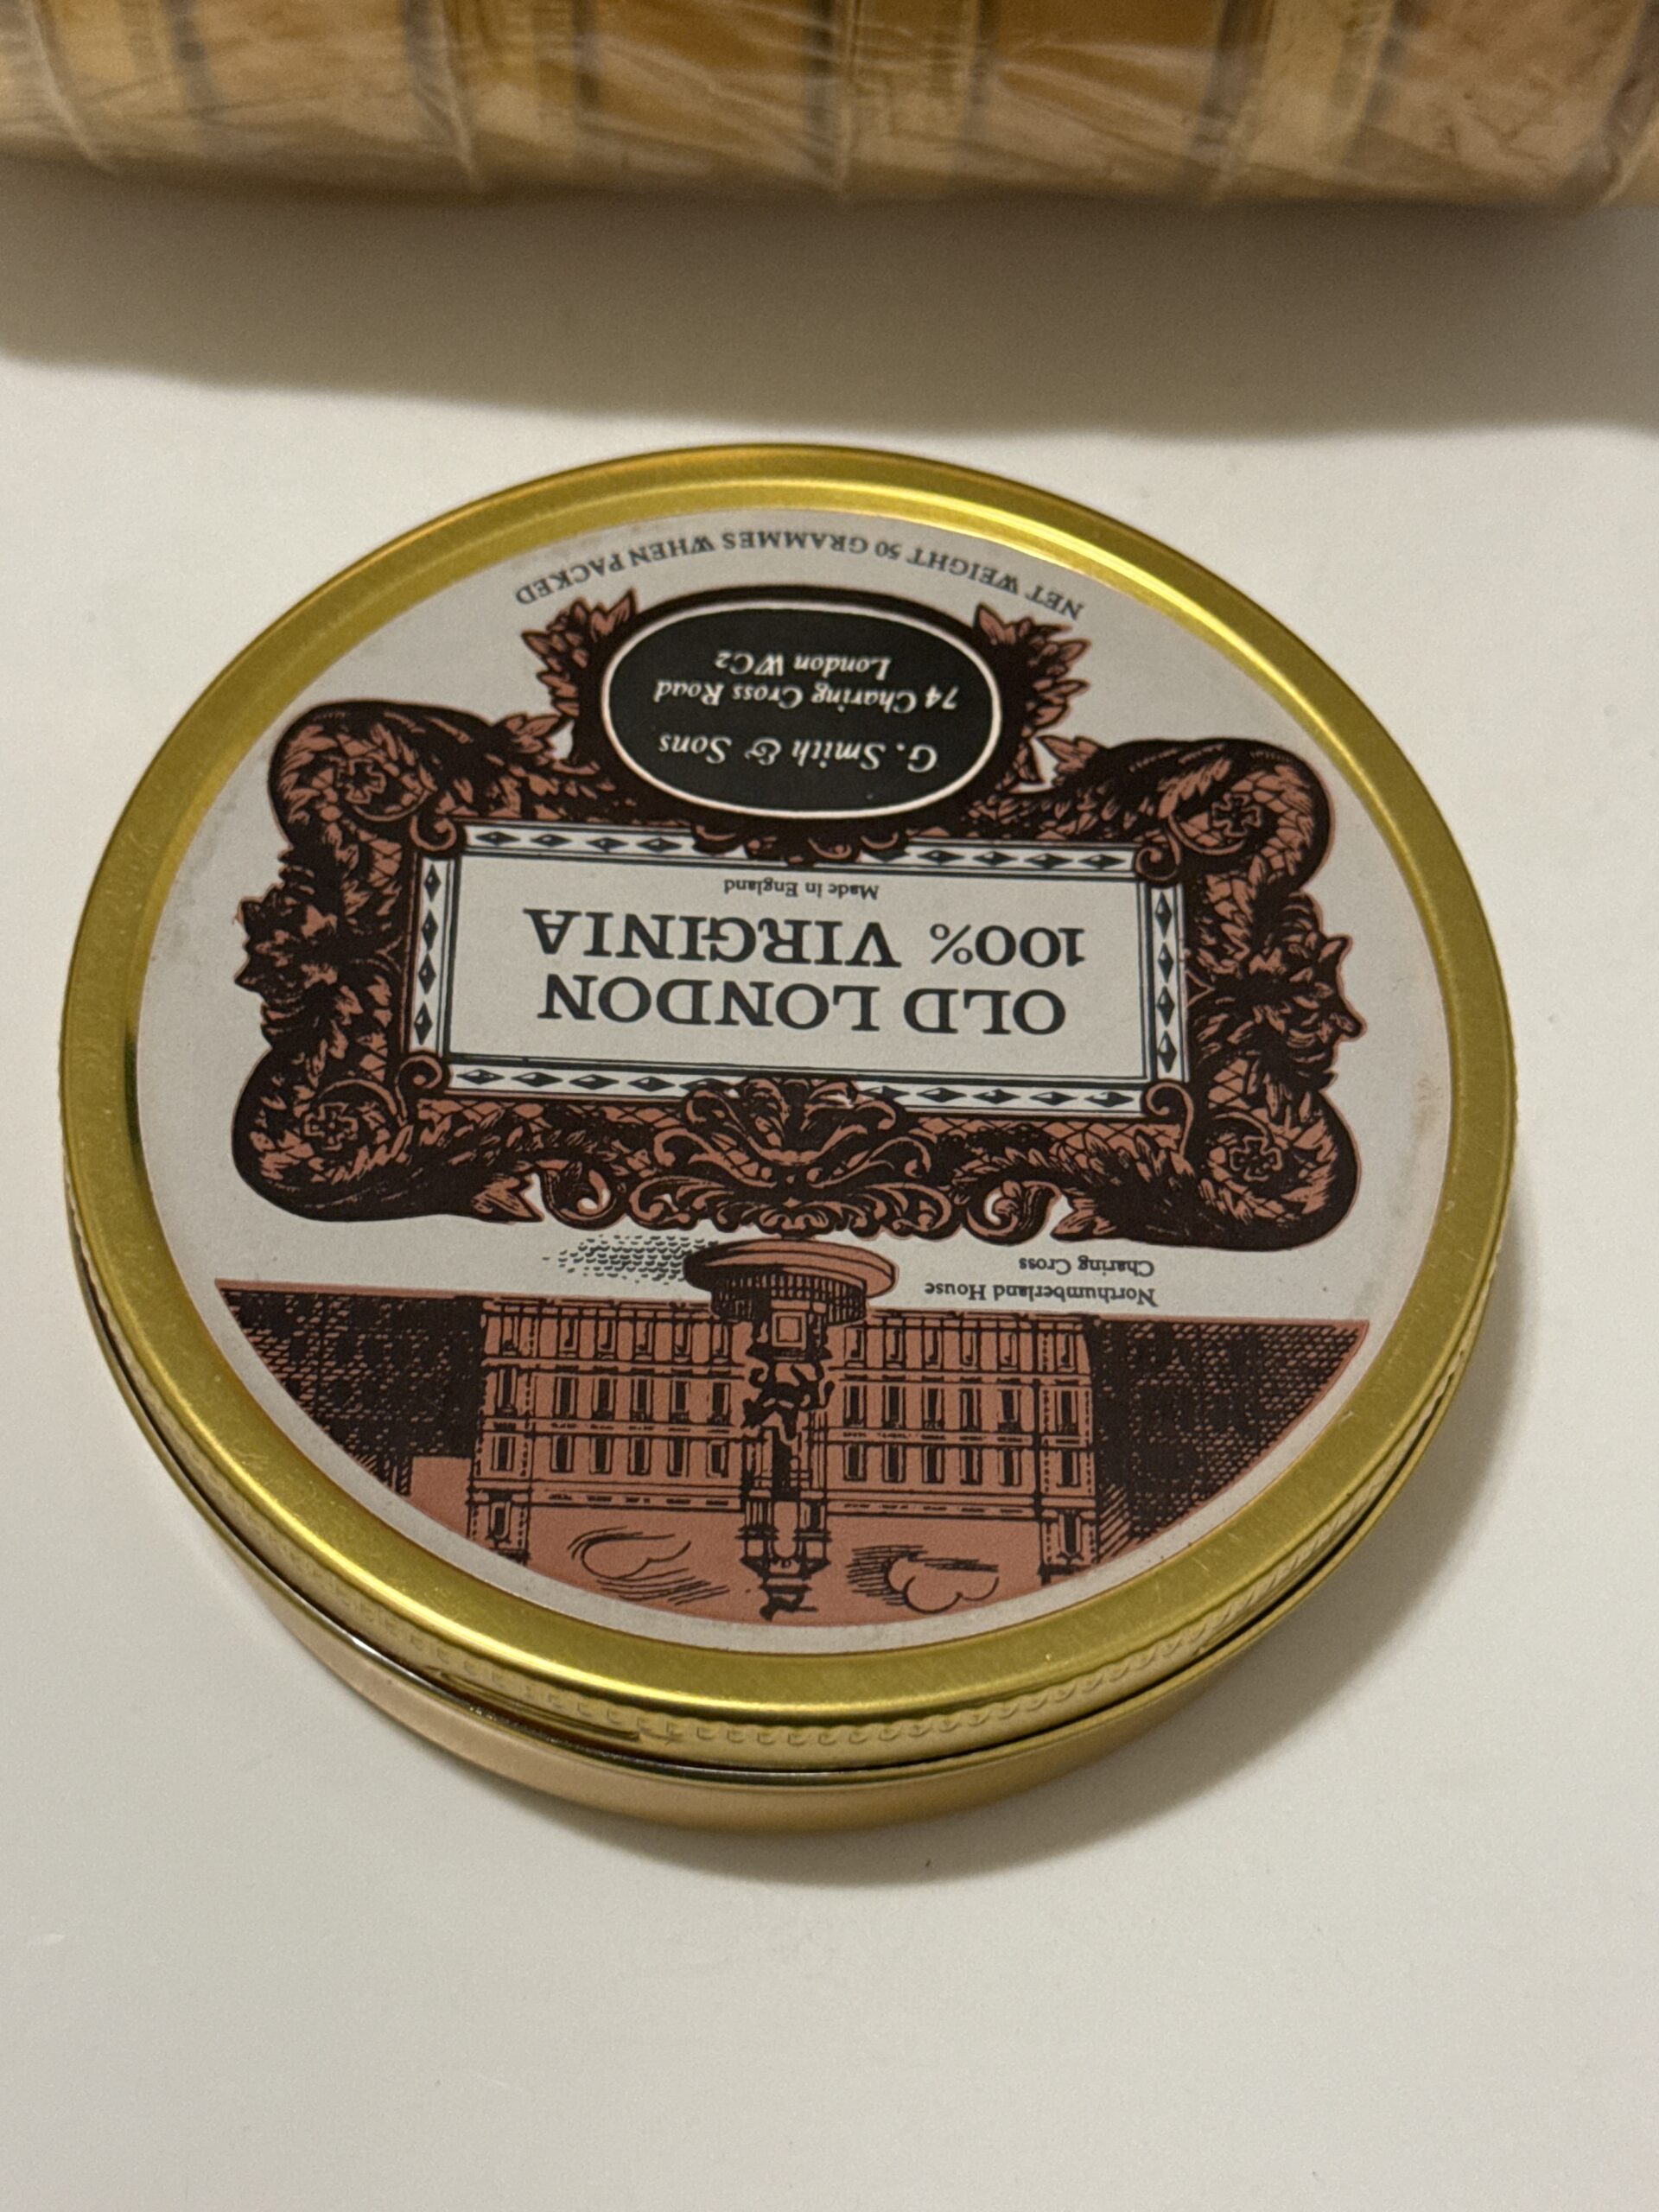 Northumberland House
Charing Cross
OLD LONDON
100% VIRGINIA
Made in England
G. Smith & Sons
74 Charing Cross Road
London WC2
NET WEIGHT 50 GRAMMES WHEN PACKED